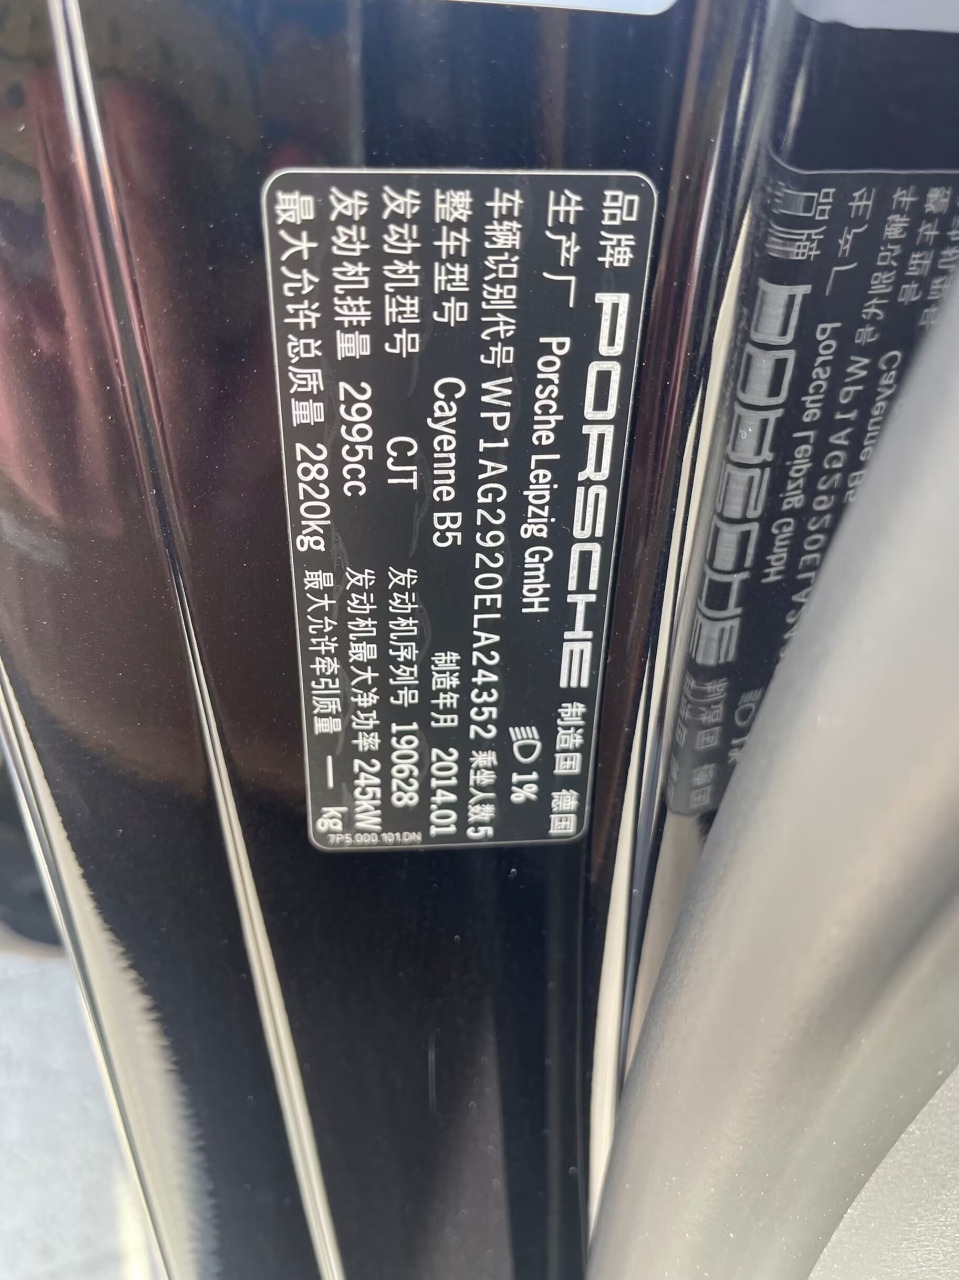 品牌 PORSCHE 制造国 德国
生产厂 Porsche Leipzig GmbH 1%
车辆识别代号 WP1AG2920ELA24352 乘坐人数 5
整车型号 Cayenne B5 制造年月 2014.01
发动机型号 CJT 发动机序列号 190628
发动机排量 2995cc 发动机最大净功率 245kW
最大允许总质量 2820kg 最大允许牵引质量 — kg
7P5.000.101.DN